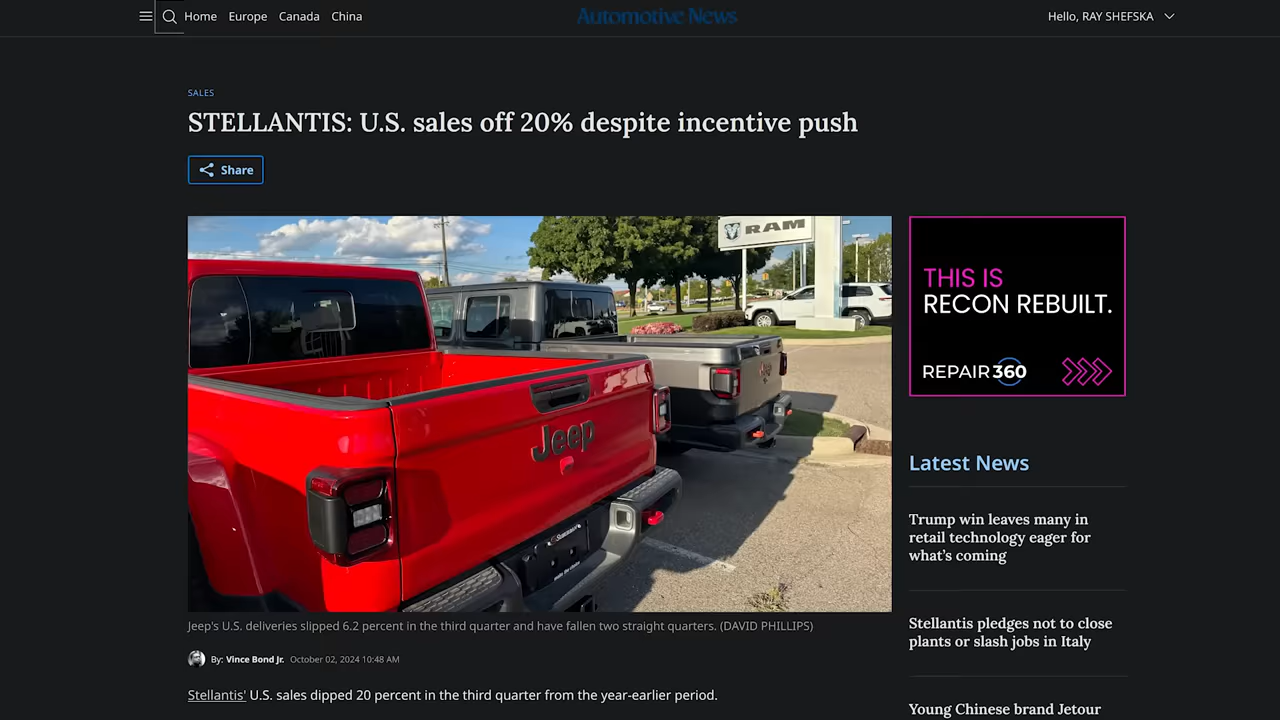 Home Europe Canada China
Automotive News
Hello, RAY SHEFSKA
SALES
STELLANTIS: U.S. sales off 20% despite incentive push
Share
RAM
Jeep
THIS IS
RECON REBUILT.
REPAIR 360
Jeep's U.S. deliveries slipped 6.2 percent in the third quarter and have fallen two straight quarters. (DAVID PHILLIPS)
By: Vince Bond Jr. October 02, 2024 10:48 AM
Stellantis' U.S. sales dipped 20 percent in the third quarter from the year-earlier period.
Latest News
Trump win leaves many in
retail technology eager for
what's coming
Stellantis pledges not to close
plants or slash jobs in Italy
Young Chinese brand Jetour